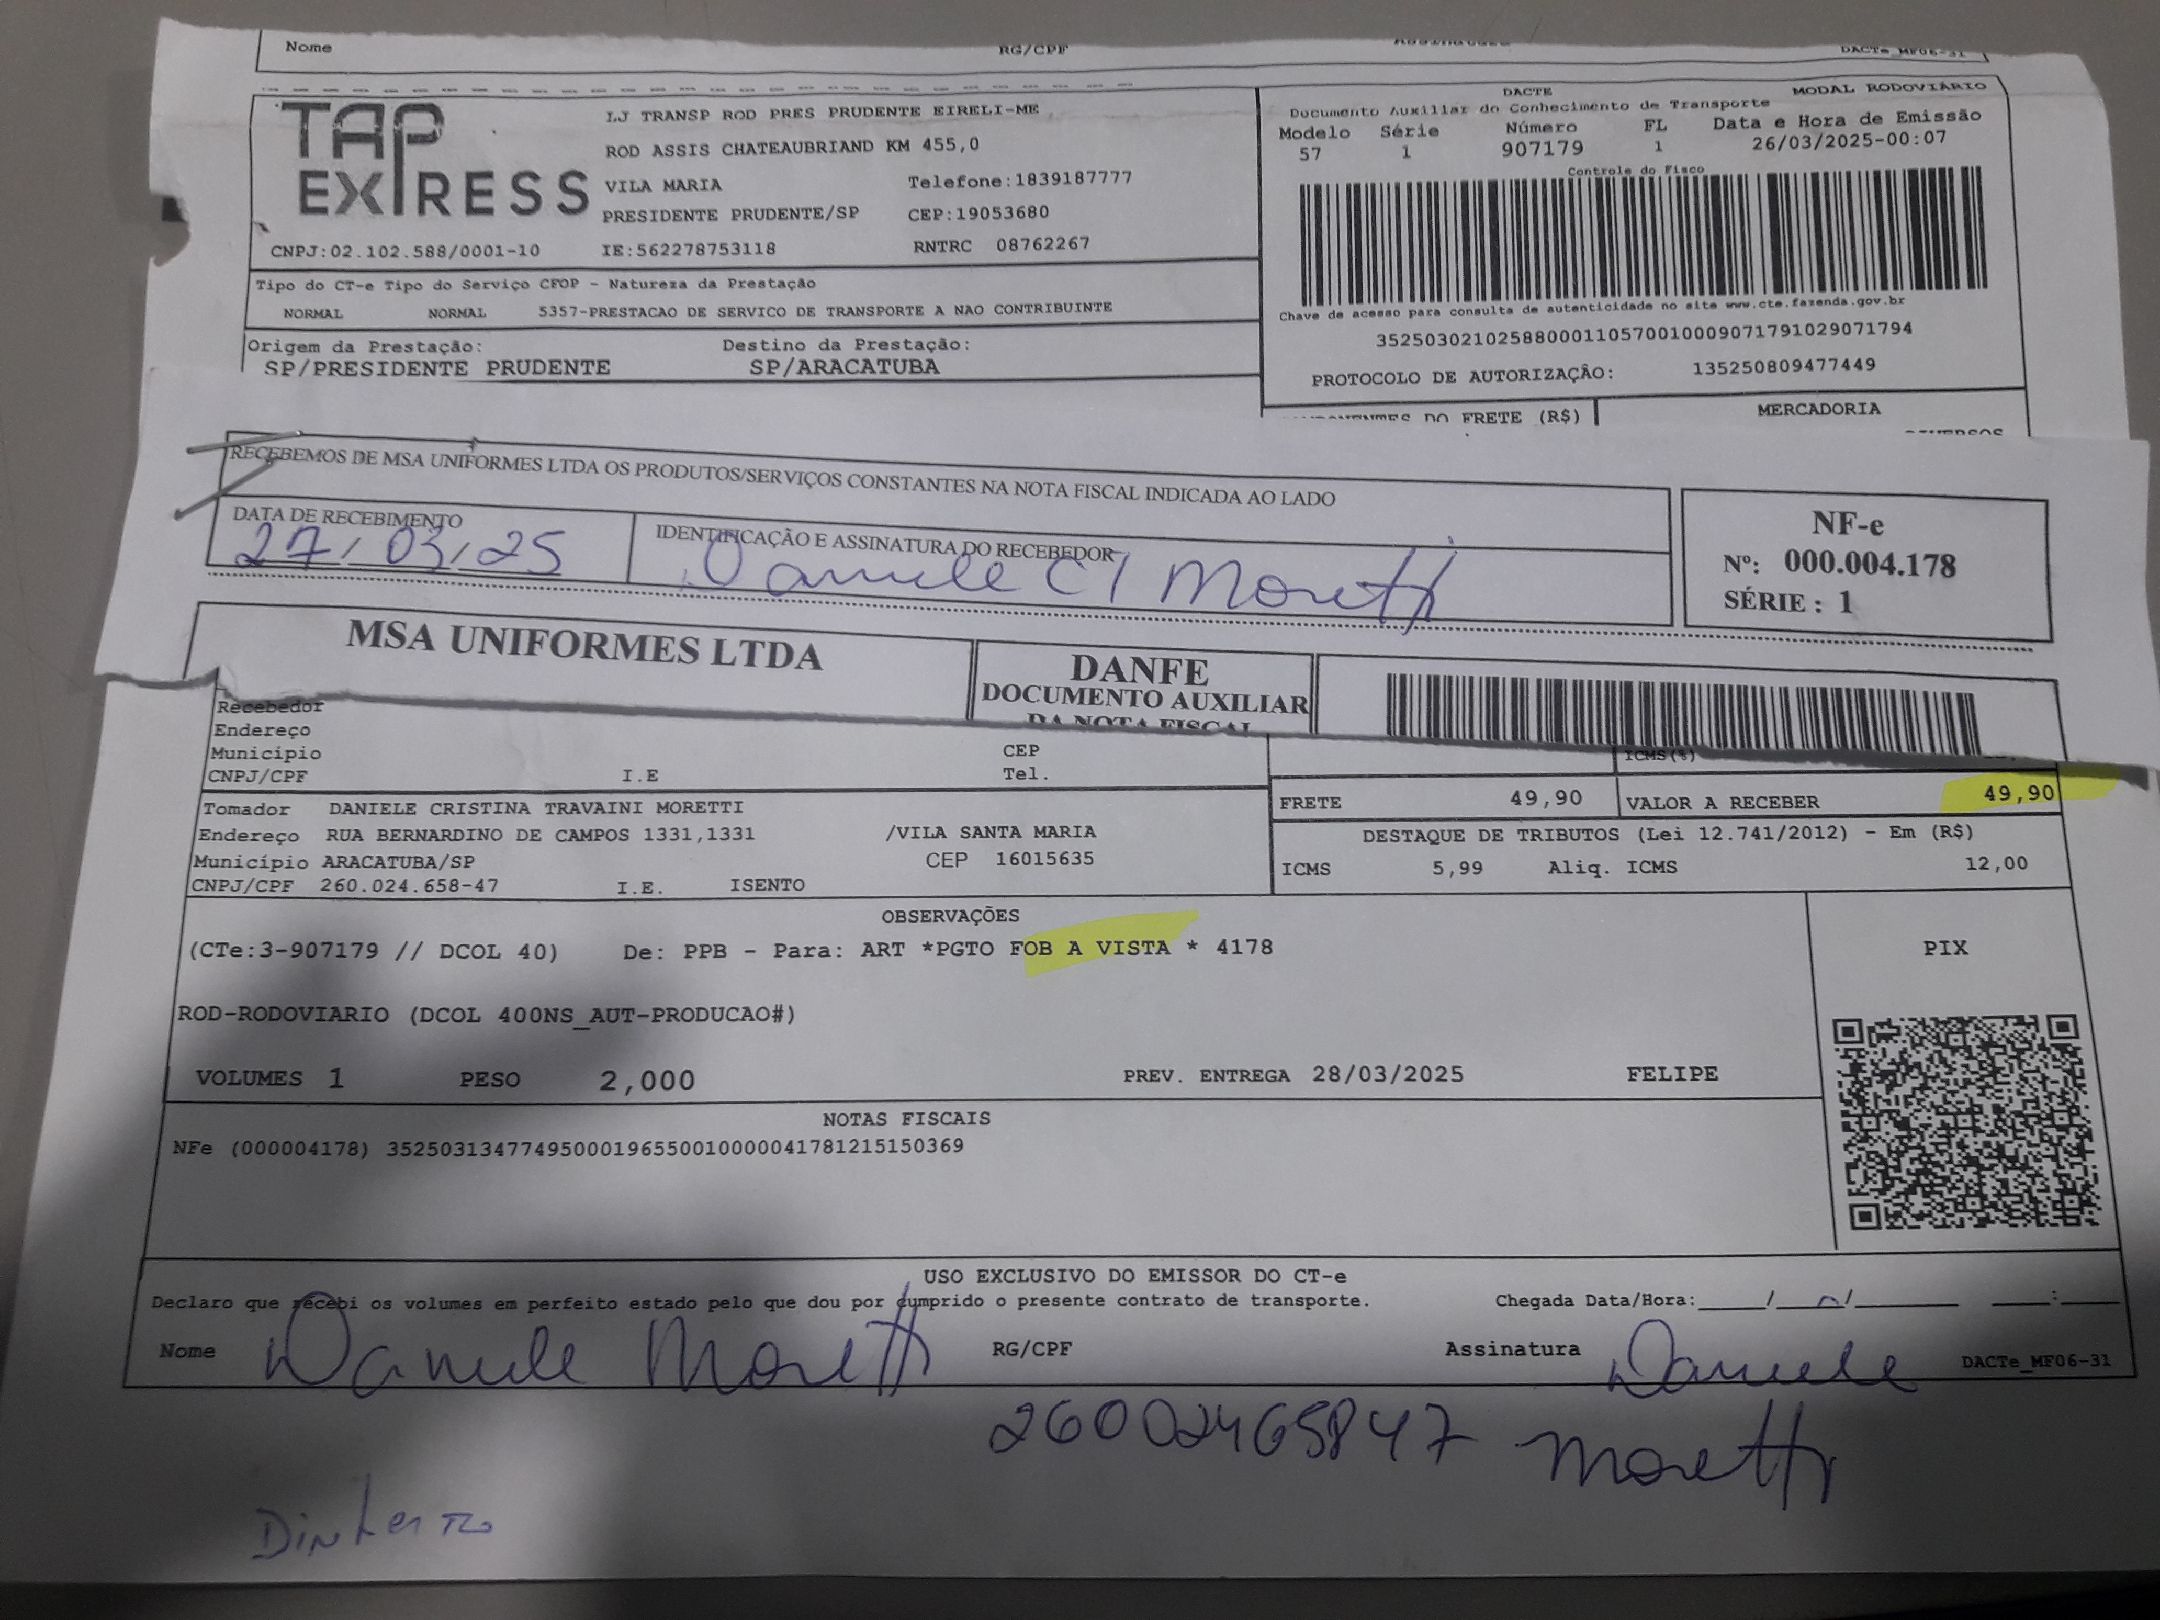 Nome RG/CPF DACTe_MF06-31
TAP EXPRESS
LJ TRANSP ROD PRES PRUDENTE EIRELI-ME
ROD ASSIS CHATEAUBRIAND KM 455,0
VILA MARIA Telefone:1839187777
PRESIDENTE PRUDENTE/SP CEP:19053680
CNPJ:02.102.588/0001-10 IE:562278753118 RNTRC 08762267
DACTE MODAL RODOVIÁRIO
Documento Auxiliar do Conhecimento de Transporte
Modelo Série Número FL Data e Hora de Emissão
57 1 907179 1 26/03/2025-00:07
Controle do Fisco
Chave de acesso para consulta de autenticidade no site www.cte.fazenda.gov.br
35250302102588000110570010009071791029071794
PROTOCOLO DE AUTORIZAÇÃO: 135250809477449
Tipo do CT-e Tipo do Serviço CFOP - Natureza da Prestação
NORMAL NORMAL 5357-PRESTACAO DE SERVICO DE TRANSPORTE A NAO CONTRIBUINTE
Origem da Prestação: Destino da Prestação:
SP/PRESIDENTE PRUDENTE SP/ARACATUBA
DO FRETE (R$) MERCADORIA
RECEBEMOS DE MSA UNIFORMES LTDA OS PRODUTOS/SERVIÇOS CONSTANTES NA NOTA FISCAL INDICADA AO LADO
DATA DE RECEBIMENTO IDENTIFICAÇÃO E ASSINATURA DO RECEBEDOR
27/03/25 Daniele CT Moretti
NF-e
Nº: 000.004.178
SÉRIE : 1
MSA UNIFORMES LTDA
DANFE
DOCUMENTO AUXILIAR
DA NOTA FISCAL
Recebedor
Endereço
Município CEP
CNPJ/CPF I.E Tel.
ICMS(%)
FRETE 49,90 VALOR A RECEBER 49,90
Tomador DANIELE CRISTINA TRAVAINI MORETTI
Endereço RUA BERNARDINO DE CAMPOS 1331,1331 /VILA SANTA MARIA
Município ARACATUBA/SP CEP 16015635
CNPJ/CPF 260.024.658-47 I.E. ISENTO
DESTAQUE DE TRIBUTOS (Lei 12.741/2012) - Em (R$)
ICMS 5,99 Aliq. ICMS 12,00
OBSERVAÇÕES
(CTe:3-907179 // DCOL 40) De: PPB - Para: ART *PGTO FOB A VISTA * 4178
PIX
ROD-RODOVIARIO (DCOL 400NS_AUT-PRODUCAO#)
VOLUMES 1 PESO 2,000 PREV. ENTREGA 28/03/2025 FELIPE
NOTAS FISCAIS
NFe (000004178) 35250313477495000196550010000041781215150369
USO EXCLUSIVO DO EMISSOR DO CT-e
Declaro que recebi os volumes em perfeito estado pelo que dou por cumprido o presente contrato de transporte. Chegada Data/Hora:_____/_____/________ ____:____
Nome Daniele Moretti RG/CPF Assinatura Daniele DACTe_MF06-31
26002465847 Moretti
Dinheiro